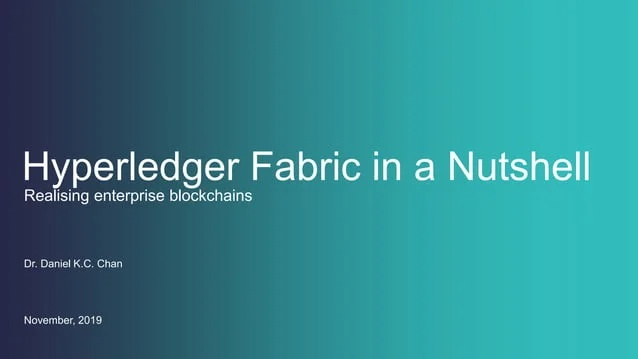 Hyperledger Fabric in a Nutshell
Realising enterprise blockchains
Dr. Daniel K.C. Chan
November, 2019